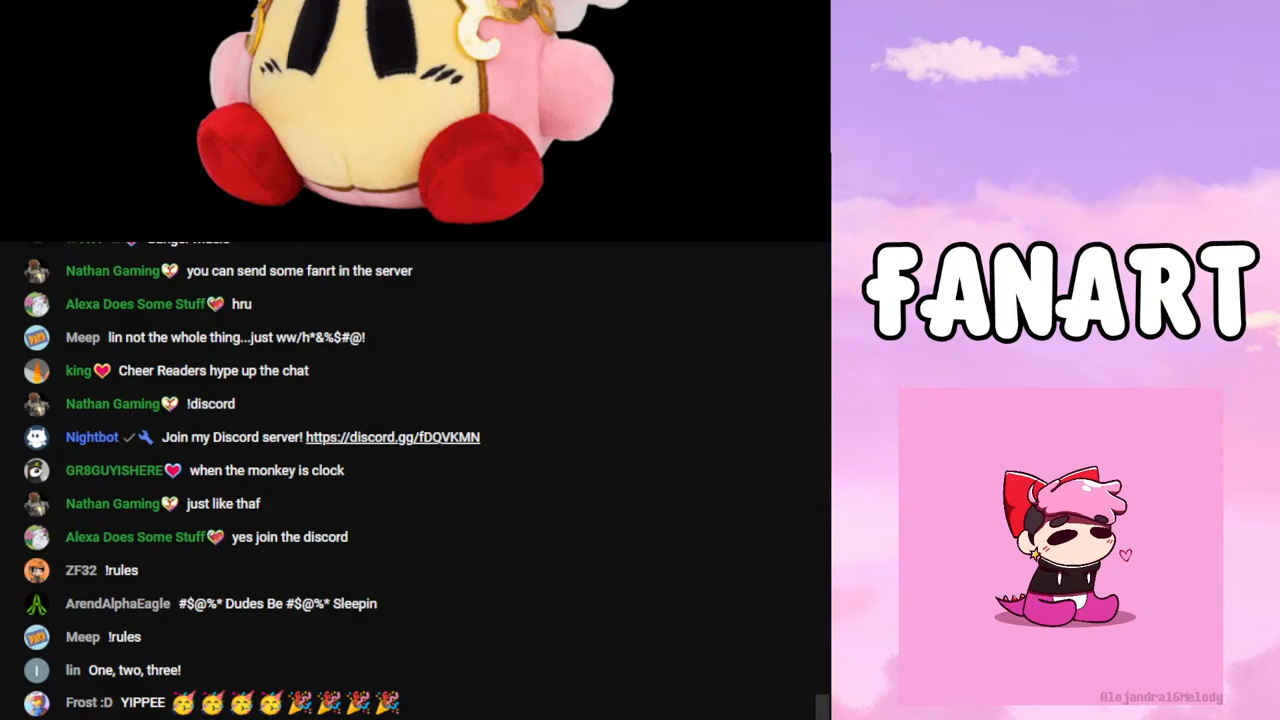 Nathan Gaming you can send some fanrt in the server
Alexa Does Some Stuff hru
Meep lin not the whole thing...just ww/h*&%$#@!
king Cheer Readers hype up the chat
Nathan Gaming !discord
Nightbot Join my Discord server! https://discord.gg/fDQVKMN
GR8GUYISHERE when the monkey is clock
Nathan Gaming just like thaf
Alexa Does Some Stuff yes join the discord
ZF32 !rules
ArendAlphaEagle #$@%* Dudes Be #$@%* Sleepin
Meep !rules
lin One, two, three!
Frost :D YIPPEE 🥳🥳🥳🥳🎉🎉🎉🎉
FANART
Alejandra16Melody